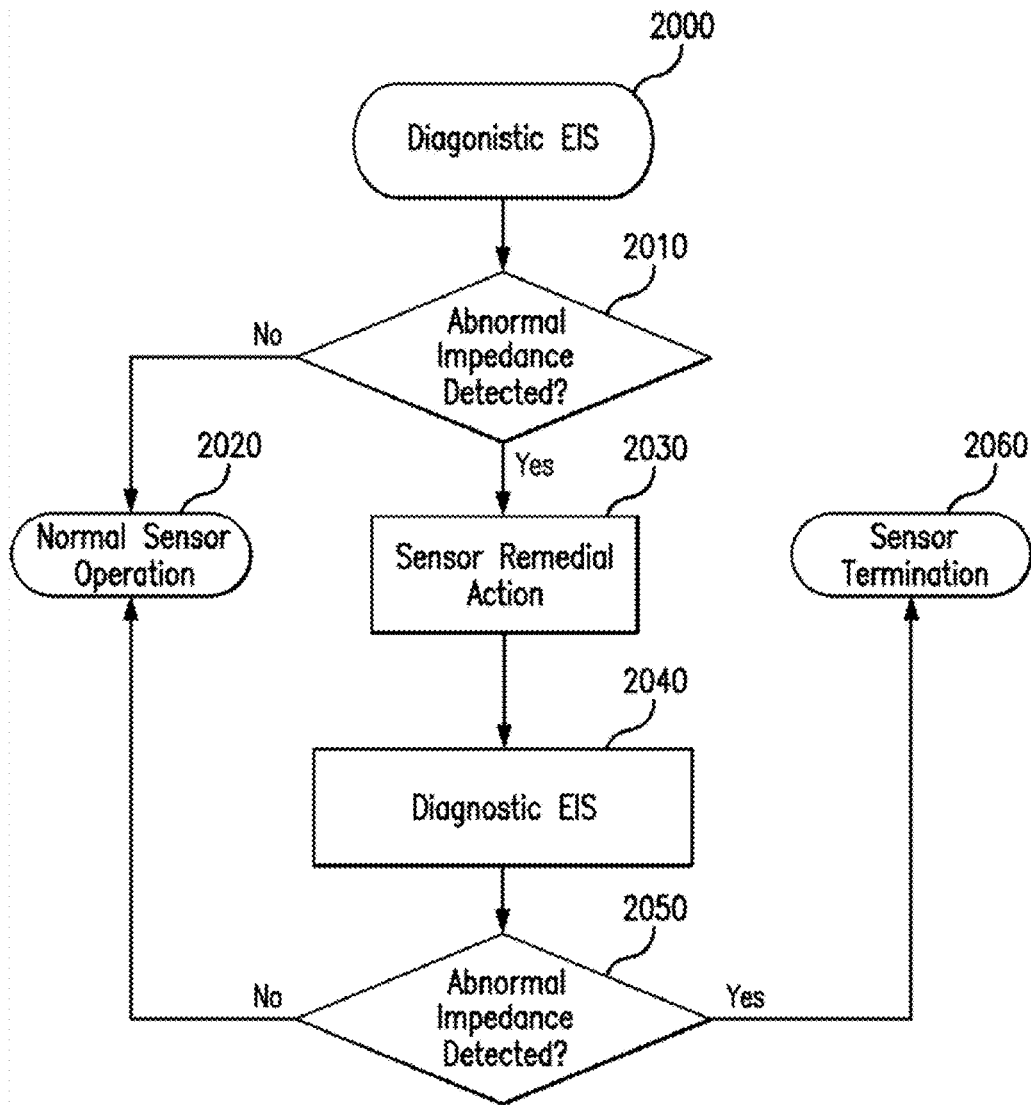 2000
Diagonistic EIS
2010
Abnormal
Impedance
Detected?
No
Yes
2020
Normal Sensor
Operation
2030
Sensor Remedial
Action
2060
Sensor
Termination
2040
Diagnostic EIS
2050
Abnormal
Impedance
Detected?
No
Yes